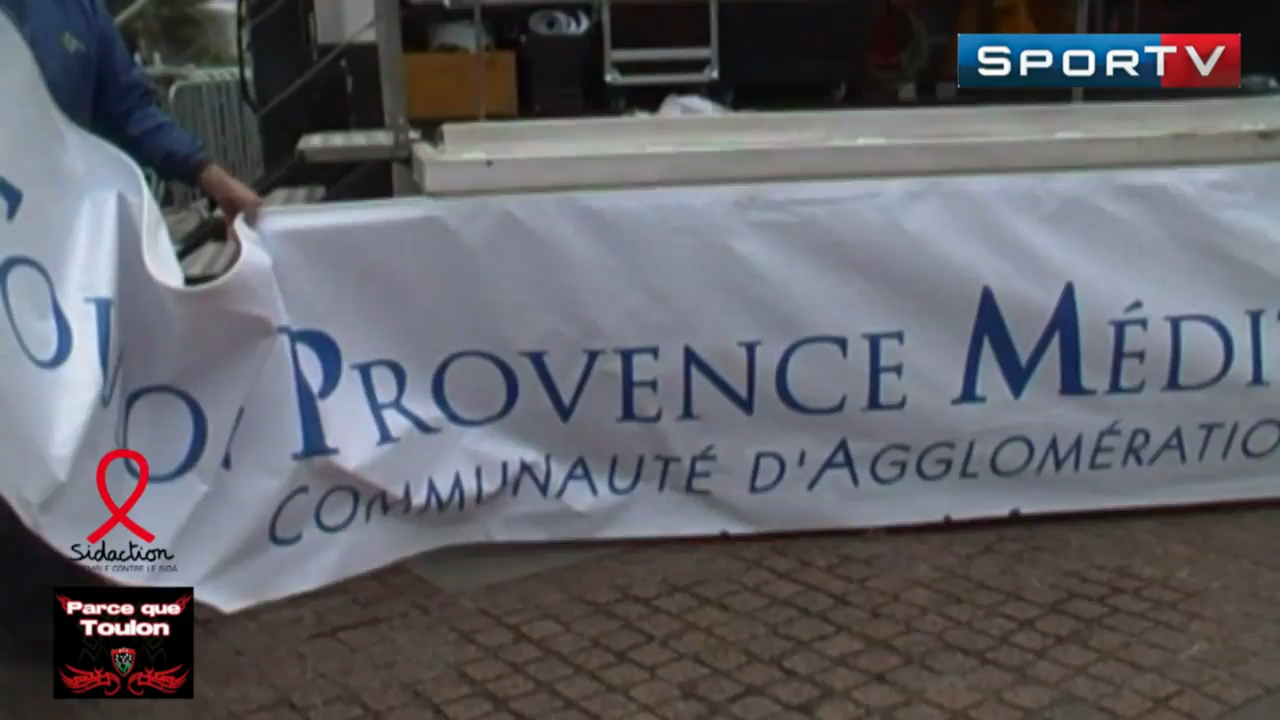 SPORTV
PROVENCE MÉDI
COMMUNAUTÉ D'AGGLOMÉRATIO
Sidaction
Parce que
Toulon